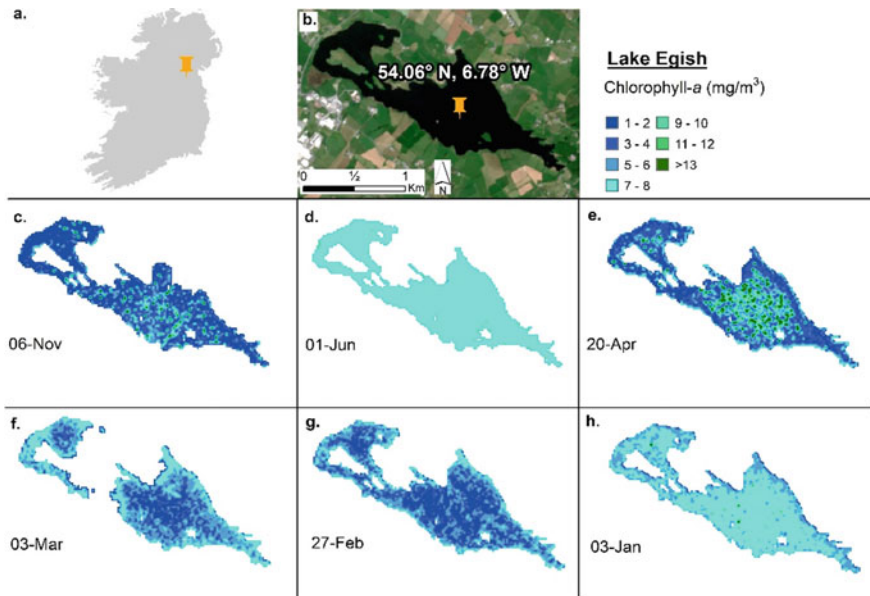 a.
b.
54.06° N, 6.78° W
0 ½ 1
Km
N
Lake Egish
Chlorophyll-a (mg/m³)
1 - 2
9 - 10
3 - 4
11 - 12
5 - 6
>13
7 - 8
c.
06-Nov
d.
01-Jun
e.
20-Apr
f.
03-Mar
g.
27-Feb
h.
03-Jan